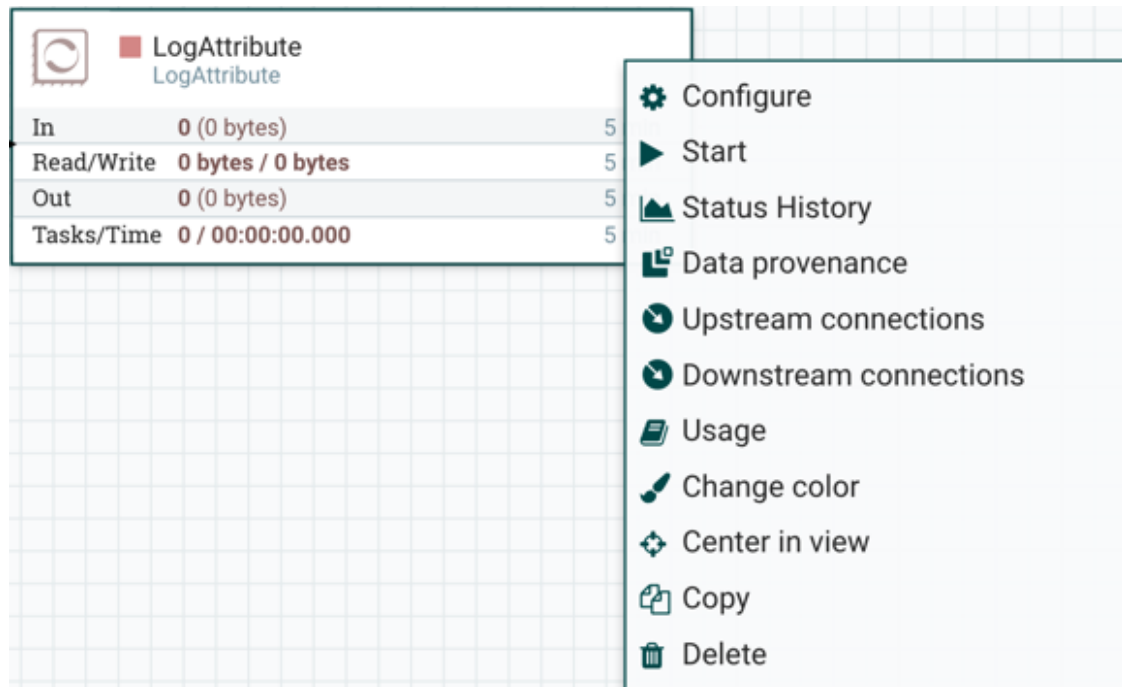 LogAttribute
LogAttribute
In 0 (0 bytes) 5 min
Read/Write 0 bytes / 0 bytes 5
Out 0 (0 bytes) 5
Tasks/Time 0 / 00:00:00.000 5 min
Configure
Start
Status History
Data provenance
Upstream connections
Downstream connections
Usage
Change color
Center in view
Copy
Delete